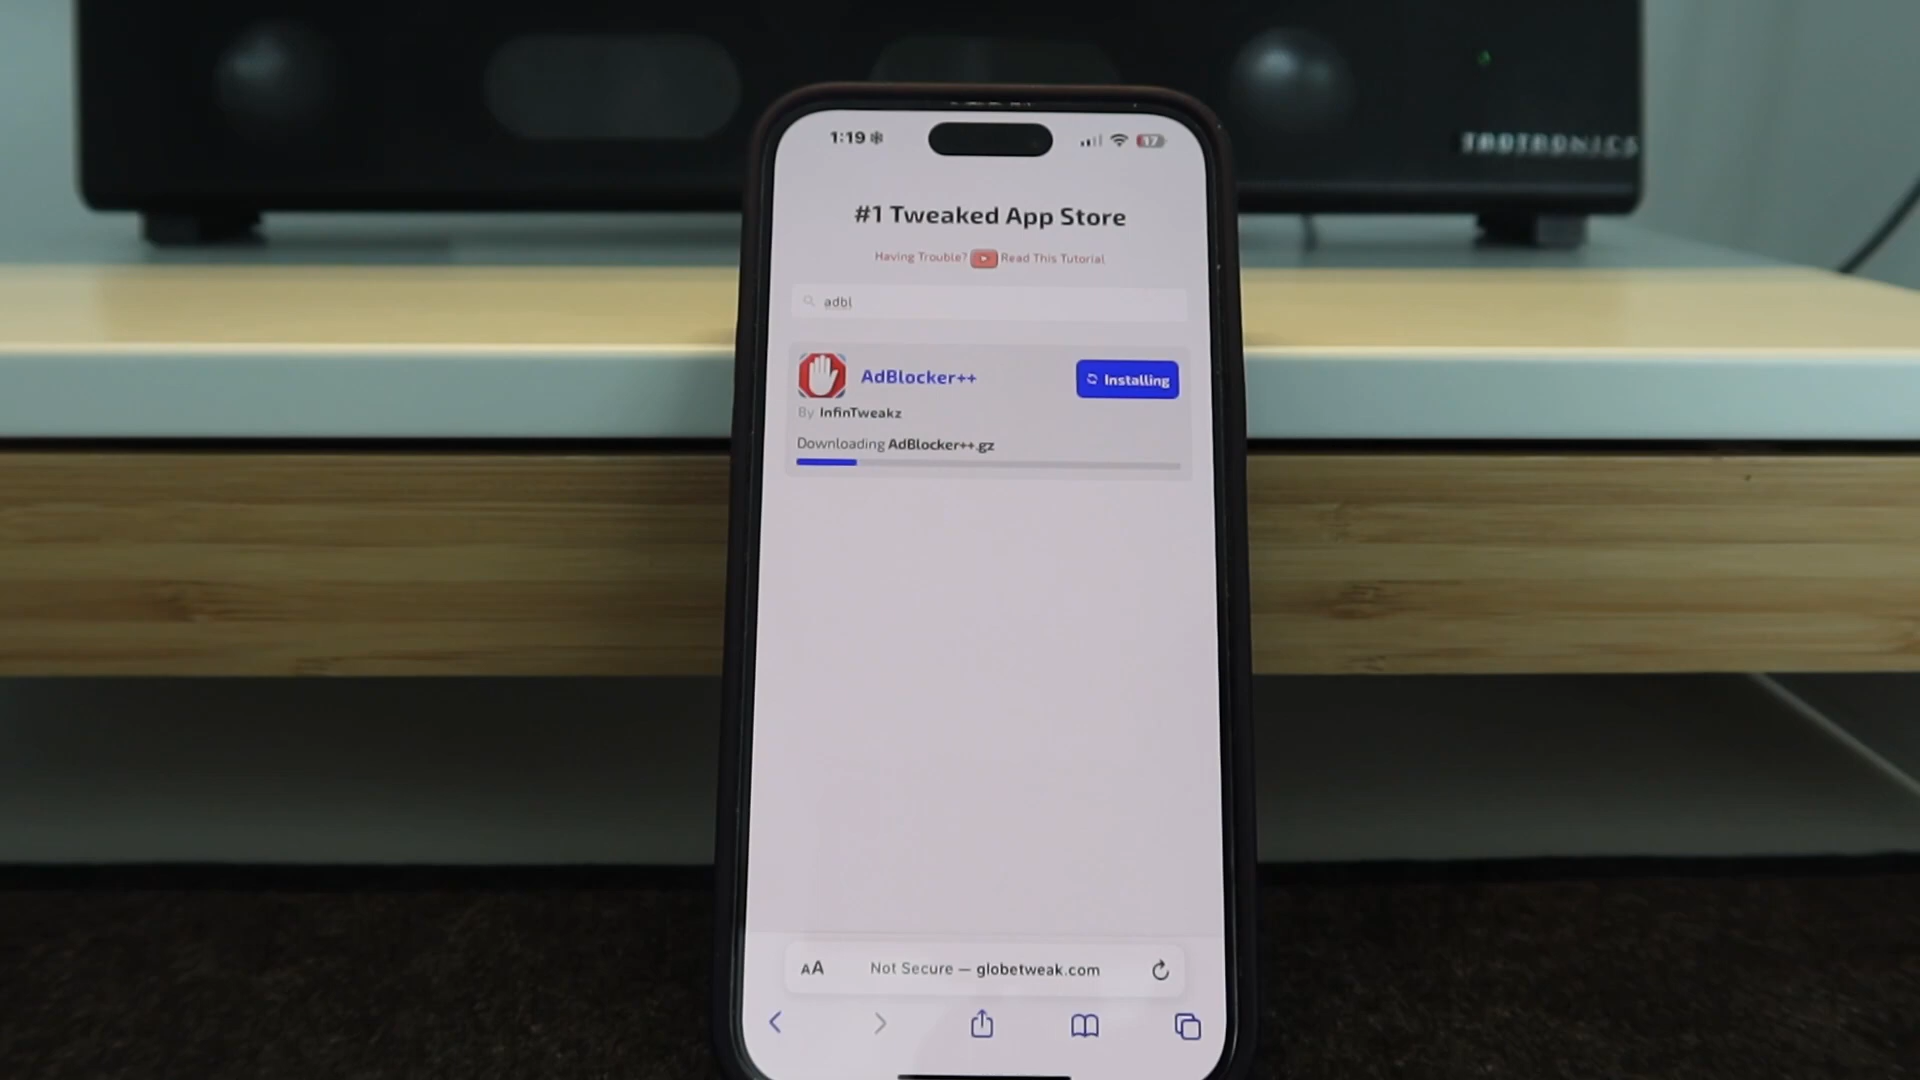 TAOTRONICS
1:19
17
#1 Tweaked App Store
Having Trouble? Read This Tutorial
adbl
AdBlocker++
Installing
By InfinTweakz
Downloading AdBlocker++.gz
AA Not Secure — globetweak.com